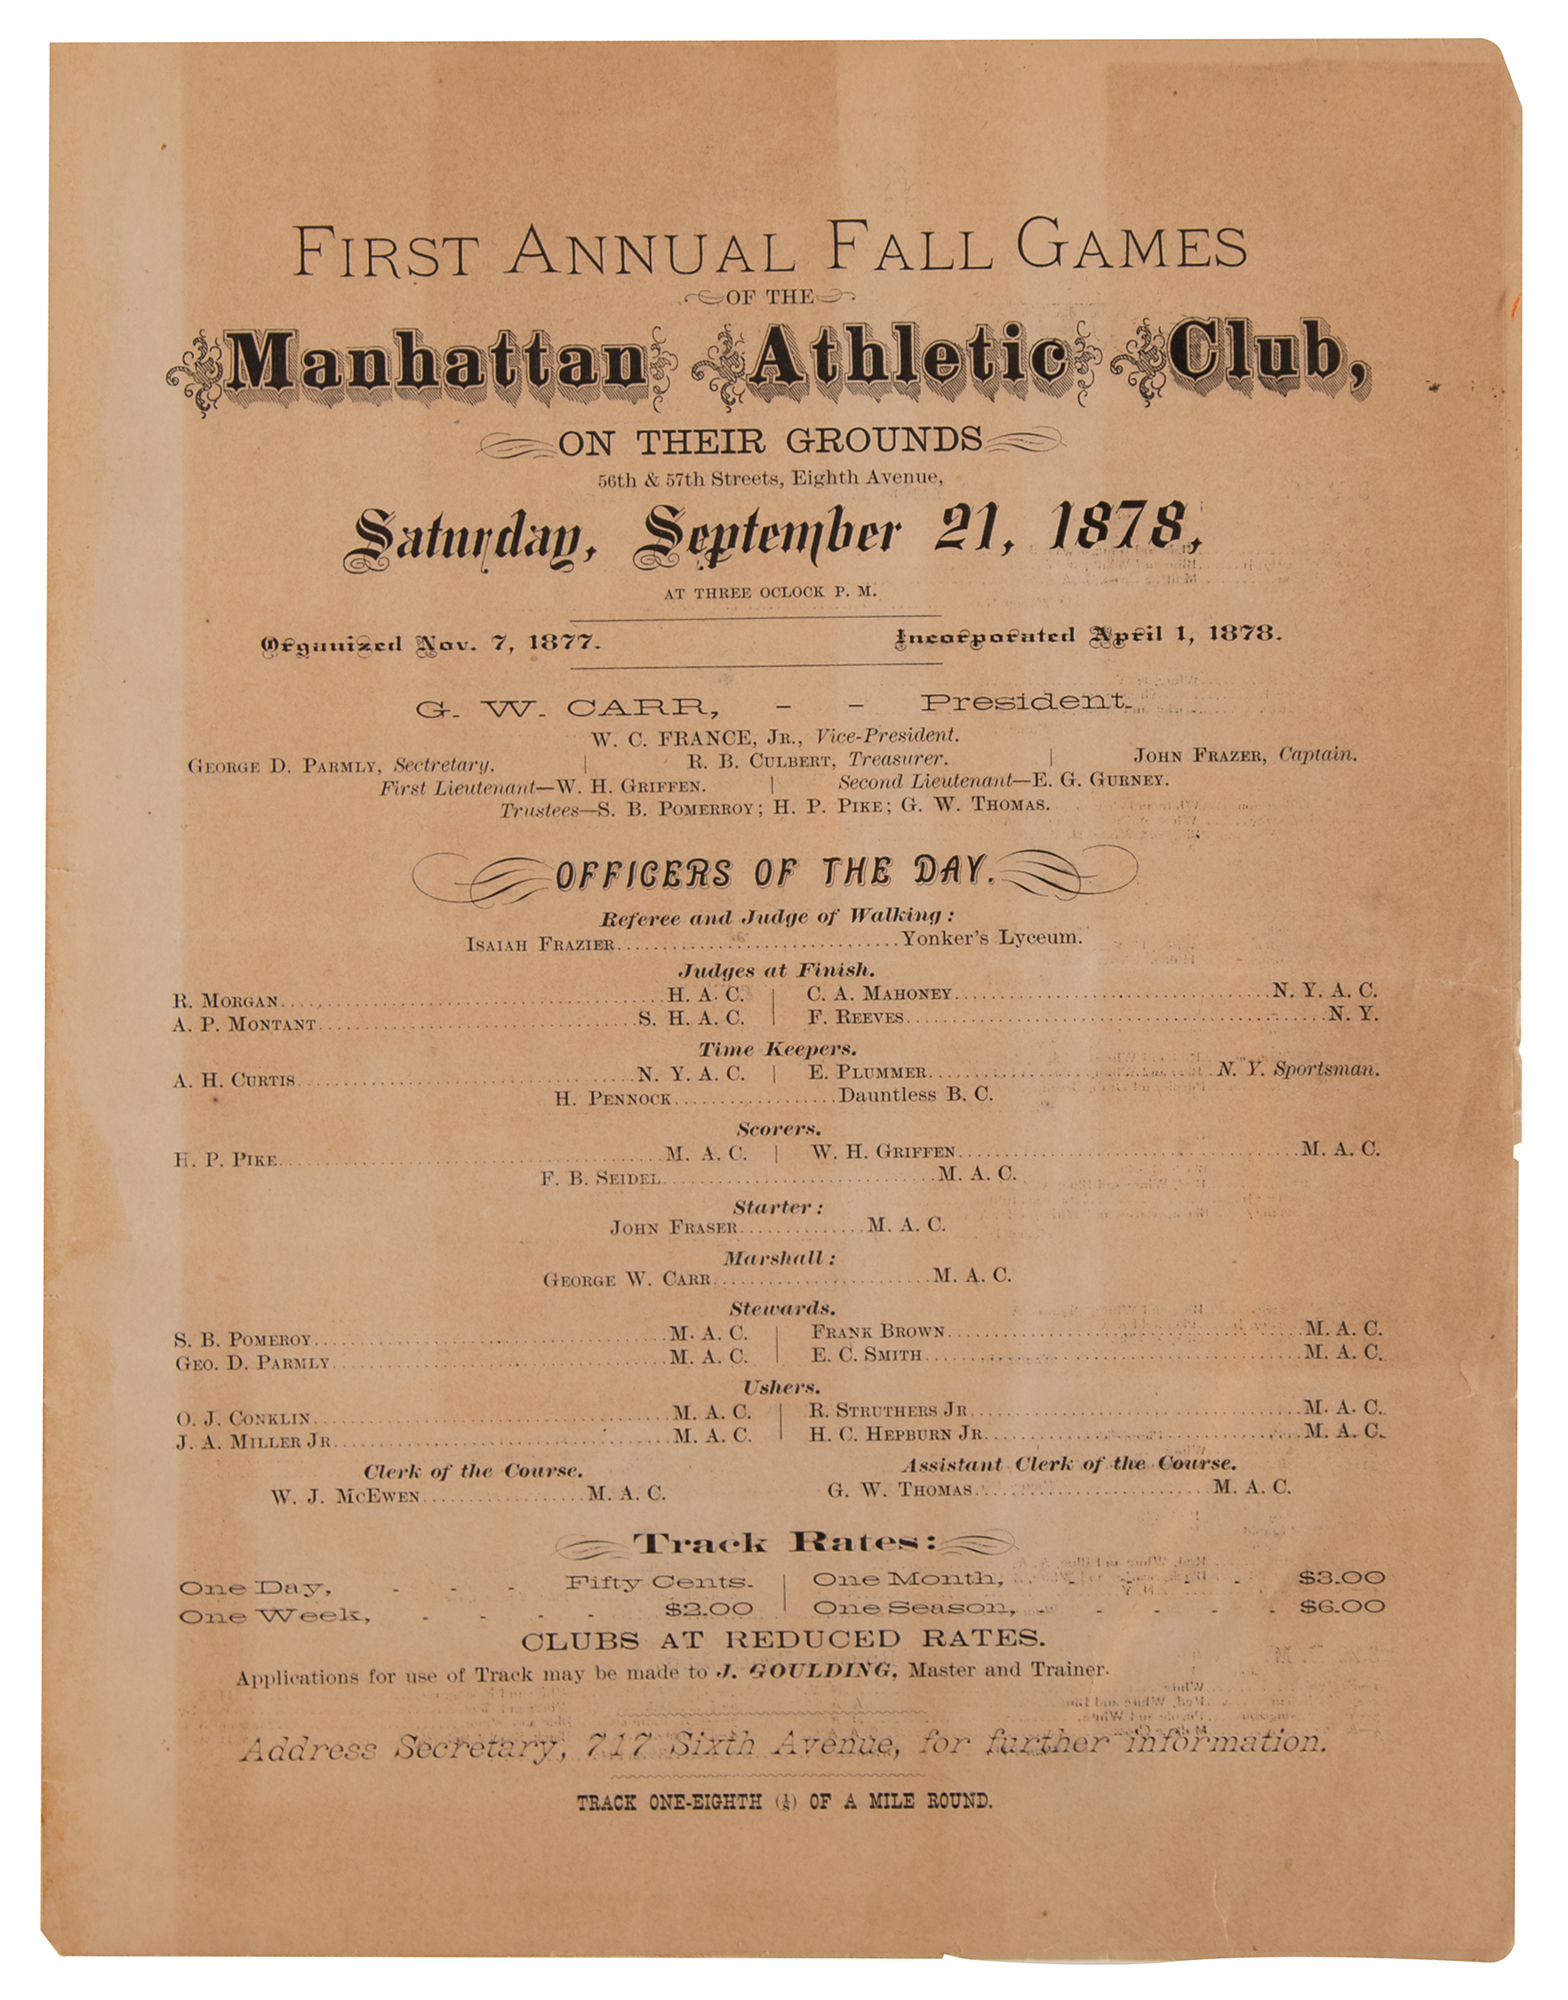 FIRST ANNUAL FALL GAMES
OF THE
Manhattan Athletic Club,
ON THEIR GROUNDS
56th & 57th Streets, Eighth Avenue,
Saturday, September 21, 1878,
AT THREE OCLOCK P. M.
Organized Nov. 7, 1877. Incorporated April 1, 1878.
G. W. CARR, - - President.
W. C. FRANCE, JR., Vice-President.
GEORGE D. PARMLY, Sectretary. | R. B. CULBERT, Treasurer. | JOHN FRAZER, Captain.
First Lieutenant—W. H. GRIFFEN. | Second Lieutenant—E. G. GURNEY.
Trustees—S. B. POMERROY; H. P. PIKE; G. W. THOMAS.
OFFICERS OF THE DAY.
Referee and Judge of Walking:
ISAIAH FRAZIER..............................Yonker's Lyceum.
Judges at Finish.
R. MORGAN..............................H. A. C. | C. A. MAHONEY..............................N. Y. A. C.
A. P. MONTANT..............................S. H. A. C. | F. REEVES..............................N. Y.
Time Keepers.
A. H. CURTIS..............................N. Y. A. C. | E. PLUMMER..............................N. Y. Sportsman.
H. PENNOCK..................Dauntless B. C.
Scorers.
H. P. PIKE..............................M. A. C. | W. H. GRIFFEN..............................M. A. C.
F. B. SEIDEL..............................M. A. C.
Starter:
JOHN FRASER..............M. A. C.
Marshall:
GEORGE W. CARR........................M. A. C.
Stewards.
S. B. POMEROY..............................M. A. C. | FRANK BROWN..............................M. A. C.
GEO. D. PARMLY..............................M. A. C. | E. C. SMITH..............................M. A. C.
Ushers.
O. J. CONKLIN..............................M. A. C. | R. STRUTHERS JR..............................M. A. C.
J. A. MILLER JR..............................M. A. C. | H. C. HEPBURN JR..............................M. A. C.
Clerk of the Course. Assistant Clerk of the Course.
W. J. MCEWEN..................M. A. C. G. W. THOMAS..........................M. A. C.
Track Rates:
One Day, - - - Fifty Cents. | One Month, - - - $3.00
One Week, - - - - $2.00 | One Season, - - - - $6.00
CLUBS AT REDUCED RATES.
Applications for use of Track may be made to J. GOULDING, Master and Trainer.
Address Secretary, 717 Sixth Avenue, for further information.
TRACK ONE-EIGHTH (⅛) OF A MILE ROUND.